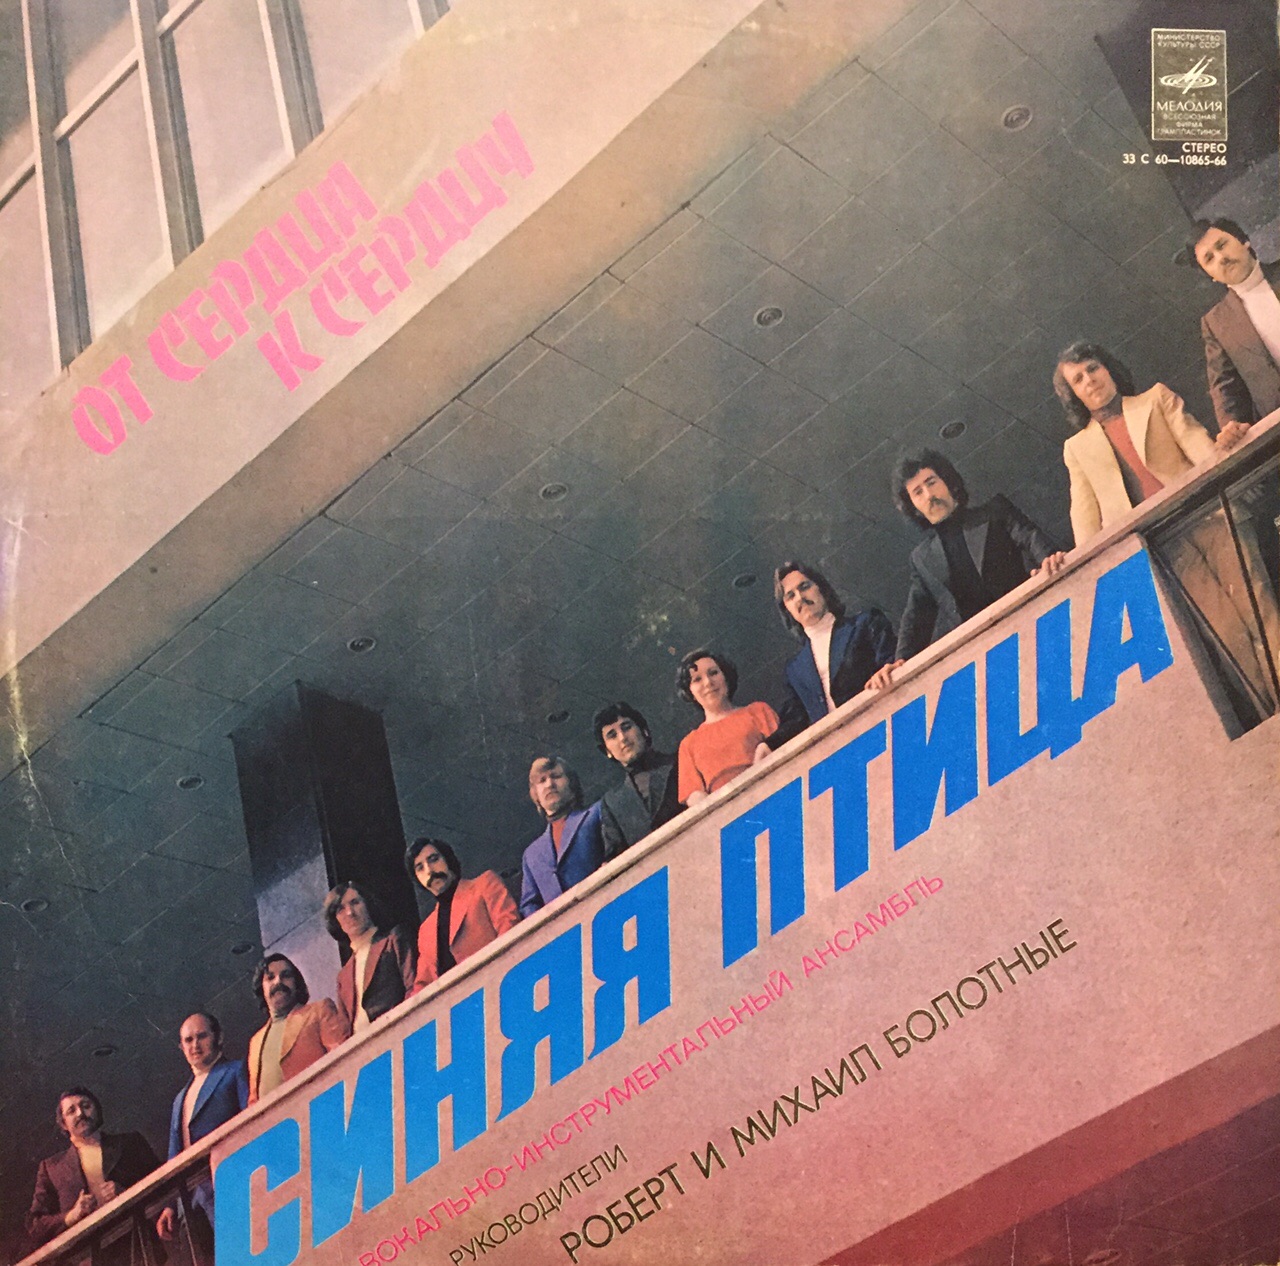 МИНИСТЕРСТВО
КУЛЬТУРЫ СССР
МЕЛОДИЯ
ВСЕСОЮЗНАЯ
ФИРМА
ГРАМПЛАСТИНОК
СТЕРЕО
33 С 60—10865-66
ОТ СЕРДЦА
К СЕРДЦУ
СИНЯЯ ПТИЦА
ВОКАЛЬНО-ИНСТРУМЕНТАЛЬНЫЙ АНСАМБЛЬ
РУКОВОДИТЕЛИ
РОБЕРТ И МИХАИЛ БОЛОТНЫЕ